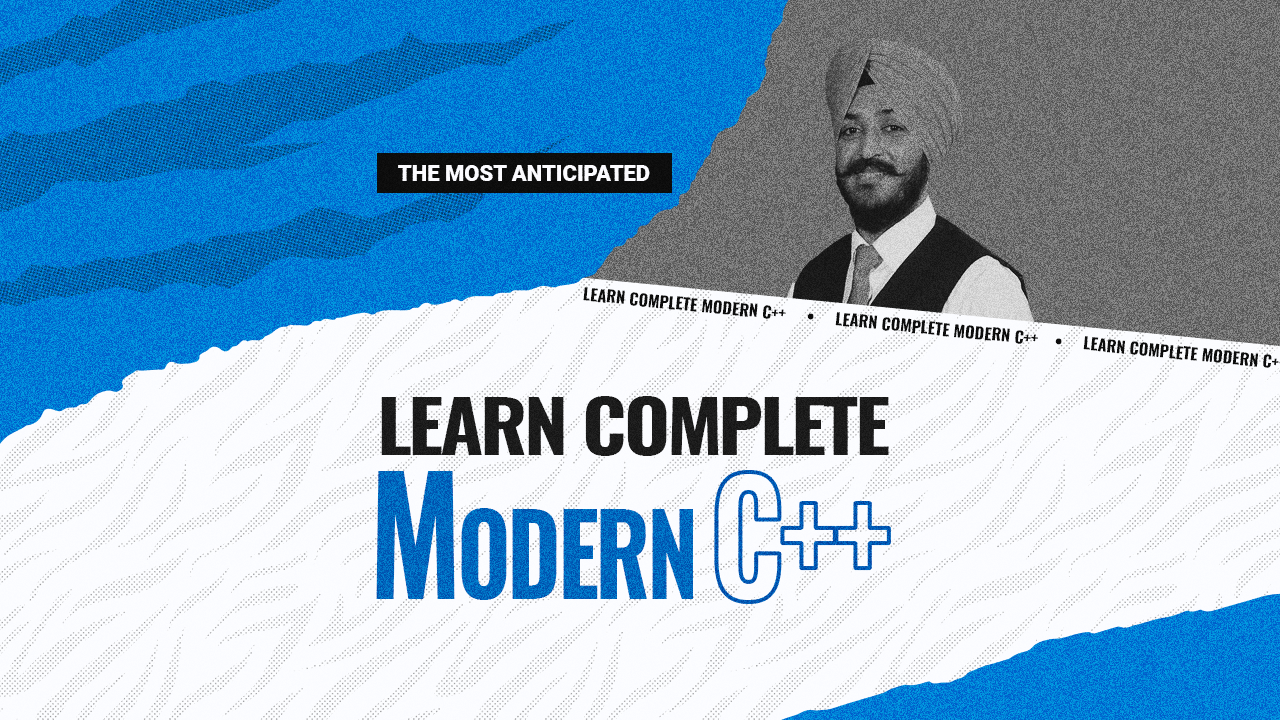 THE MOST ANTICIPATED
LEARN COMPLETE MODERN C++ • LEARN COMPLETE MODERN C++ • LEARN COMPLETE MODERN C+
LEARN COMPLETE
MODERN C++